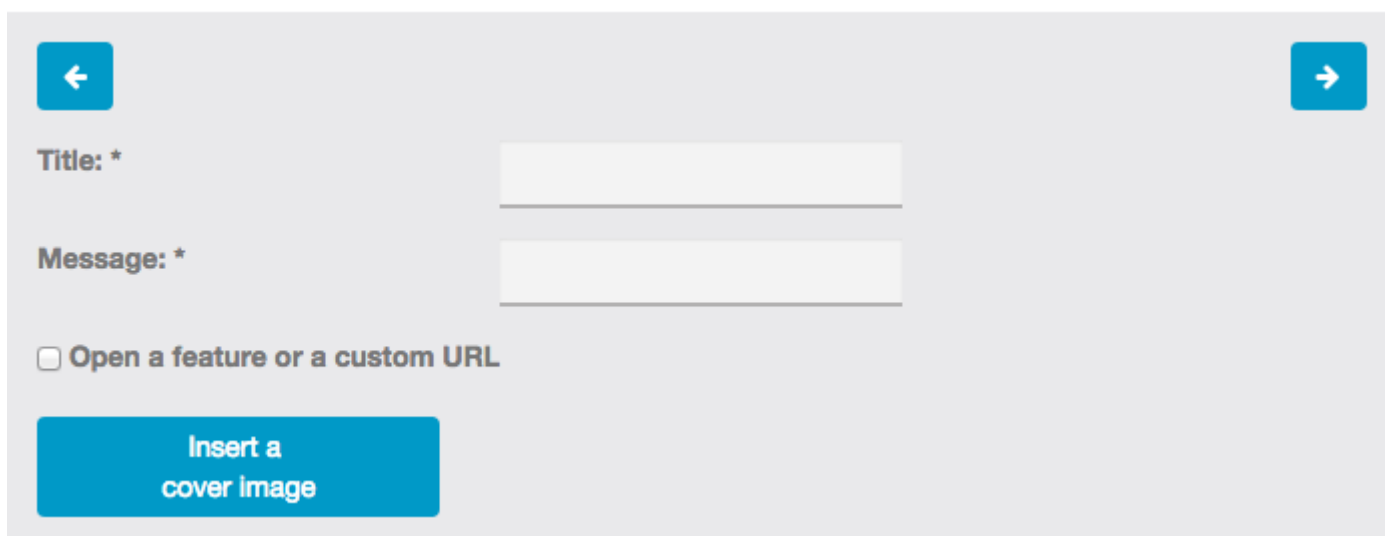 Title: *
Message: *
Open a feature or a custom URL
Insert a
cover image